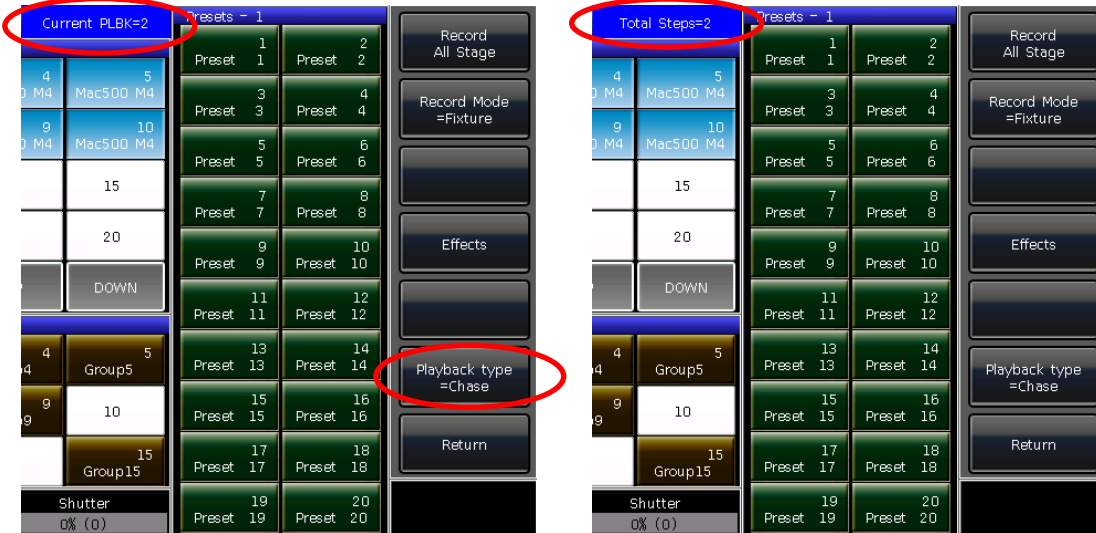 Current PLBK=2
4
0 M4
5
Mac500 M4
9
0 M4
10
Mac500 M4
15
20
DOWN
4
5
Group5
9
10
15
Group15
Shutter
0% (0)
Presets - 1
1
Preset 1
2
Preset 2
3
Preset 3
4
Preset 4
5
Preset 5
6
Preset 6
7
Preset 7
8
Preset 8
9
Preset 9
10
Preset 10
11
Preset 11
12
Preset 12
13
Preset 13
14
Preset 14
15
Preset 15
16
Preset 16
17
Preset 17
18
Preset 18
19
Preset 19
20
Preset 20
Record
All Stage
Record Mode
=Fixture
Effects
Playback type
=Chase
Return
Total Steps=2
4
0 M4
5
Mac500 M4
9
0 M4
10
Mac500 M4
15
20
DOWN
4
5
Group5
9
10
15
Group15
Shutter
0% (0)
Presets - 1
1
Preset 1
2
Preset 2
3
Preset 3
4
Preset 4
5
Preset 5
6
Preset 6
7
Preset 7
8
Preset 8
9
Preset 9
10
Preset 10
11
Preset 11
12
Preset 12
13
Preset 13
14
Preset 14
15
Preset 15
16
Preset 16
17
Preset 17
18
Preset 18
19
Preset 19
20
Preset 20
Record
All Stage
Record Mode
=Fixture
Effects
Playback type
=Chase
Return